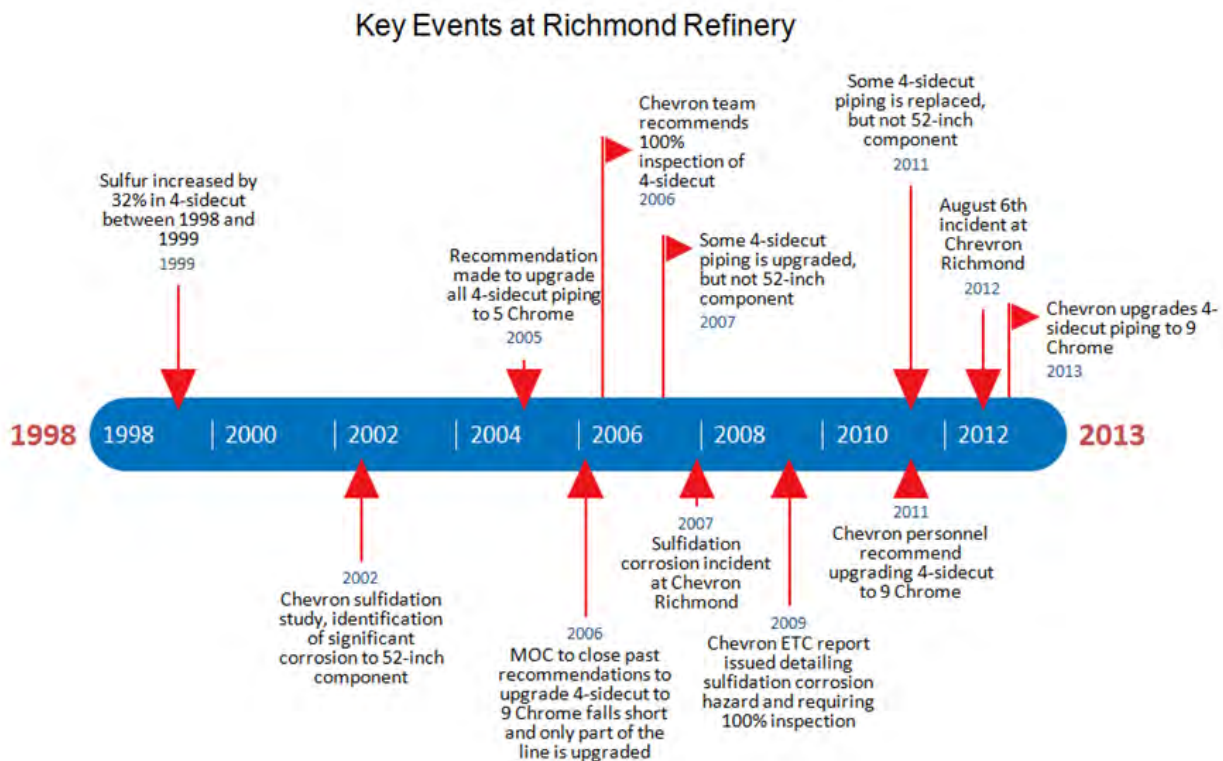 Key Events at Richmond Refinery
Sulfur increased by
32% in 4-sidecut
between 1998 and
1999
1999
Recommendation
made to upgrade
all 4-sidecut piping
to 5 Chrome
2005
Chevron team
recommends
100%
inspection of
4-sidecut
2006
Some 4-sidecut
piping is upgraded,
but not 52-inch
component
2007
Some 4-sidecut
piping is replaced,
but not 52-inch
component
2011
August 6th
incident at
Chrevron
Richmond
2012
Chevron upgrades 4-
sidecut piping to 9
Chrome
2013
1998
1998
2000
2002
2004
2006
2008
2010
2012
2013
2002
Chevron sulfidation
study, identification
of significant
corrosion to 52-inch
component
2006
MOC to close past
recommendations to
upgrade 4-sidecut to
9 Chrome falls short
and only part of the
line is upgraded
2007
Sulfidation
corrosion incident
at Chevron
Richmond
2009
Chevron ETC report
issued detailing
sulfidation corrosion
hazard and requiring
100% inspection
2011
Chevron personnel
recommend
upgrading 4-sidecut
to 9 Chrome